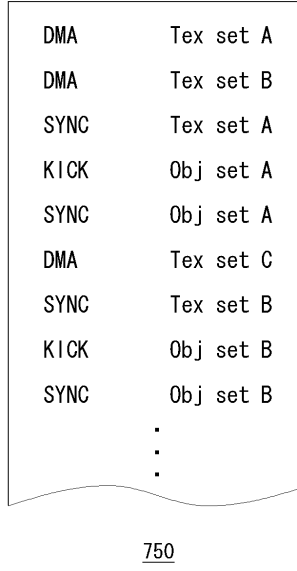 DMA Tex set A
DMA Tex set B
SYNC Tex set A
KICK Obj set A
SYNC Obj set A
DMA Tex set C
SYNC Tex set B
KICK Obj set B
SYNC Obj set B
.
.
.
750